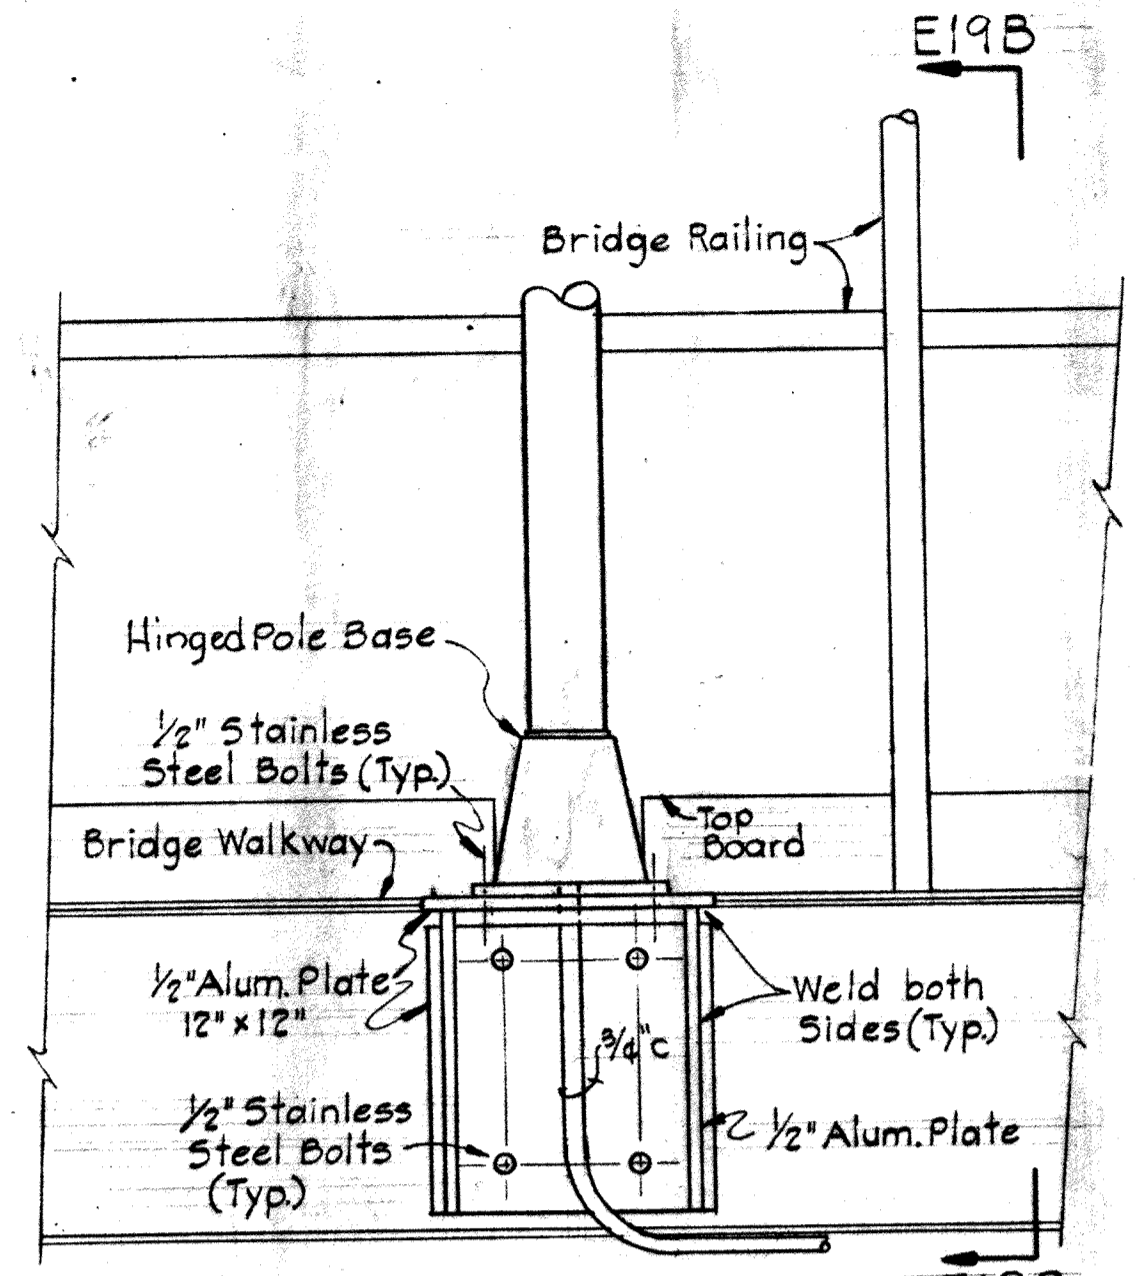 E19B
Bridge Railing
Hinged Pole Base
1/2" Stainless
Steel Bolts (Typ.)
Top
Board
Bridge Walkway
1/2" Alum. Plate
12" x 12"
Weld both
Sides (Typ.)
3/4" C
1/2" Stainless
Steel Bolts
(Typ.)
1/2" Alum. Plate